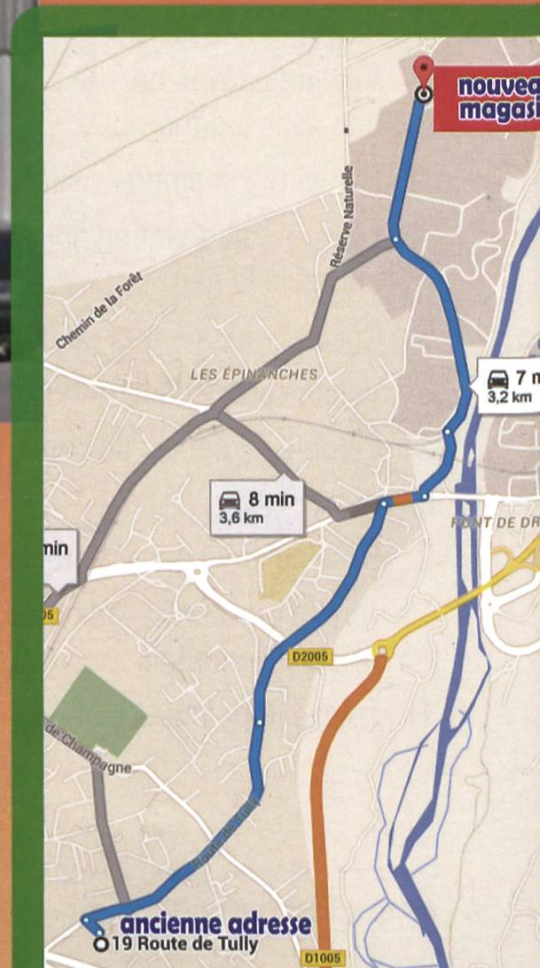 nouvea
magasi
Réserve Naturelle
Chemin de la Forêt
LES ÉPINANCHES
7 m
3,2 km
8 min
3,6 km
PONT DE DR
min
05
D2005
de Champagne
ancienne adresse
19 Route de Tully
D1005